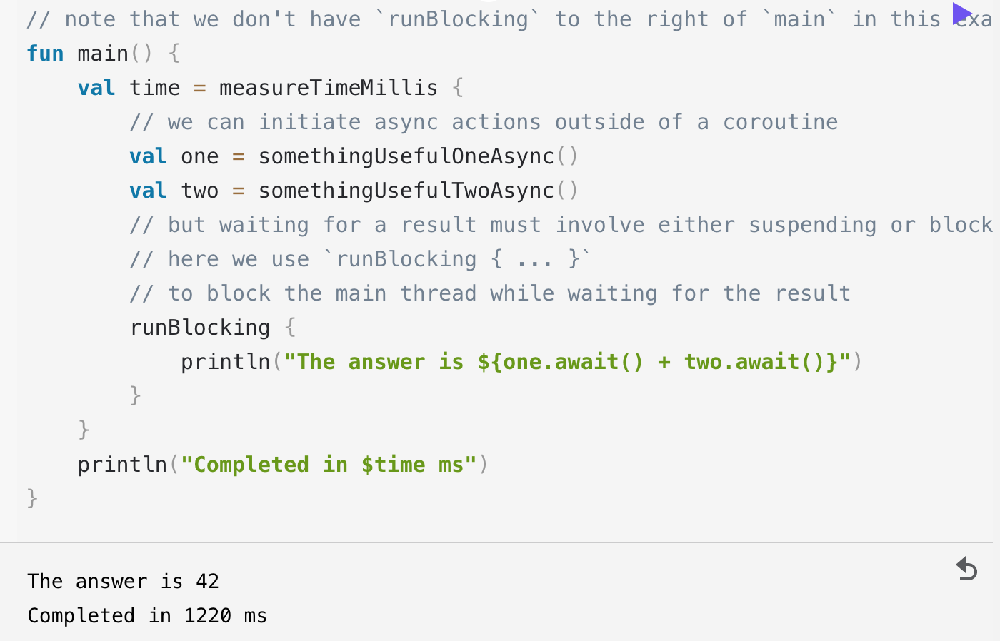 // note that we don't have `runBlocking` to the right of `main` in this exa
fun main() {
    val time = measureTimeMillis {
        // we can initiate async actions outside of a coroutine
        val one = somethingUsefulOneAsync()
        val two = somethingUsefulTwoAsync()
        // but waiting for a result must involve either suspending or block
        // here we use `runBlocking { ... }`
        // to block the main thread while waiting for the result
        runBlocking {
            println("The answer is ${one.await() + two.await()}")
        }
    }
    println("Completed in $time ms")
}
The answer is 42
Completed in 1220 ms